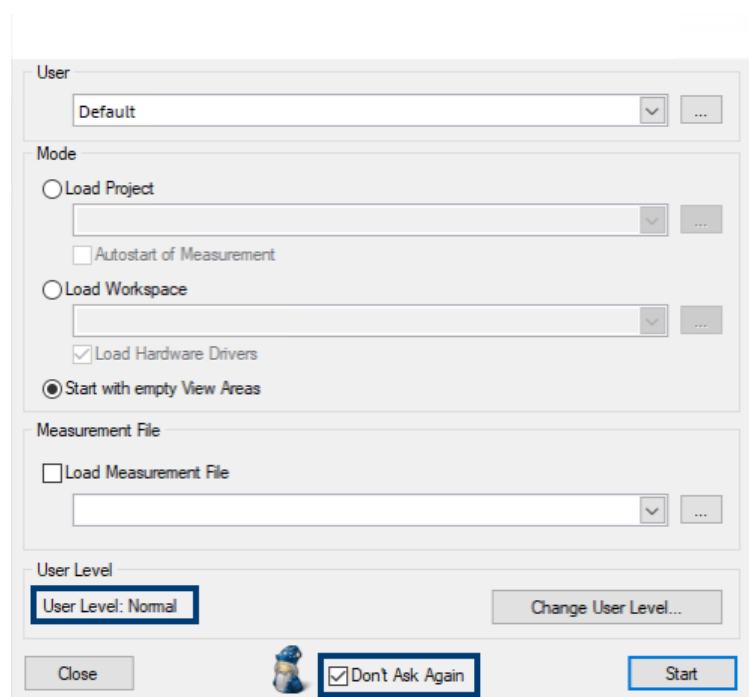 User
Default
...
Mode
Load Project
...
Autostart of Measurement
Load Workspace
...
Load Hardware Drivers
Start with empty View Areas
Measurement File
Load Measurement File
...
User Level
User Level: Normal
Change User Level...
Close
Don't Ask Again
Start